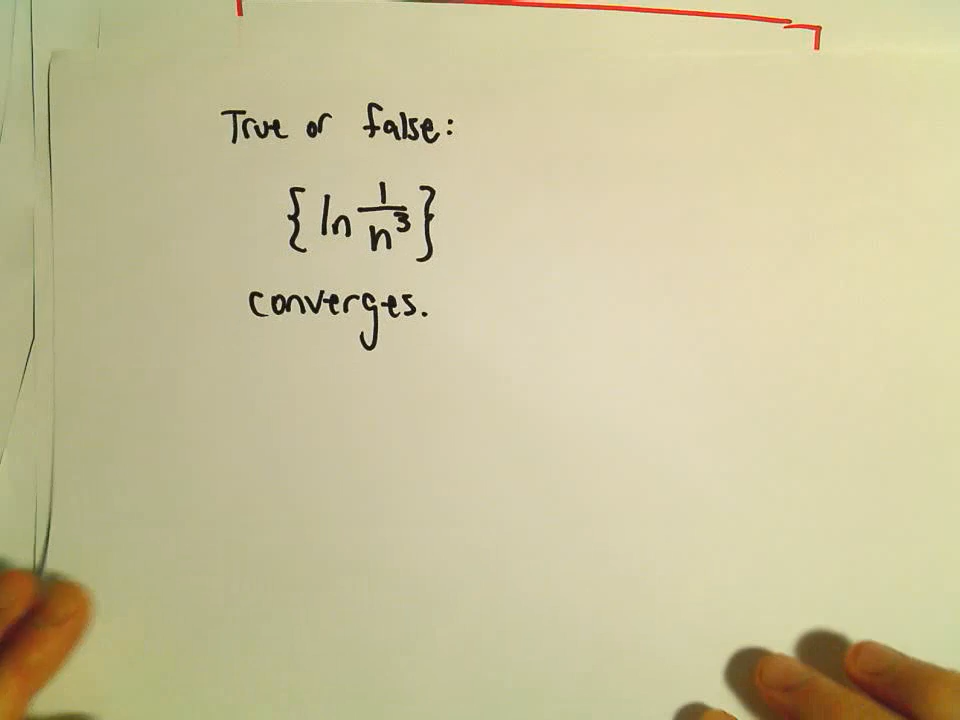 True or false:
{ ln 1/n³ }
converges.